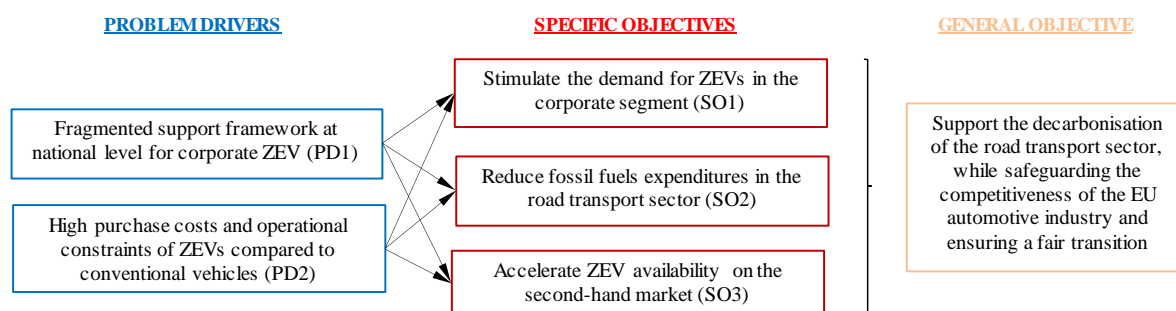 PROBLEM DRIVERS
SPECIFIC OBJECTIVES
GENERAL OBJECTIVE
Fragmented support framework at
national level for corporate ZEV (PD1)
High purchase costs and operational
constraints of ZEVs compared to
conventional vehicles (PD2)
Stimulate the demand for ZEVs in the
corporate segment (SO1)
Reduce fossil fuels expenditures in the
road transport sector (SO2)
Accelerate ZEV availability on the
second-hand market (SO3)
Support the decarbonisation
of the road transport sector,
while safeguarding the
competitiveness of the EU
automotive industry and
ensuring a fair transition